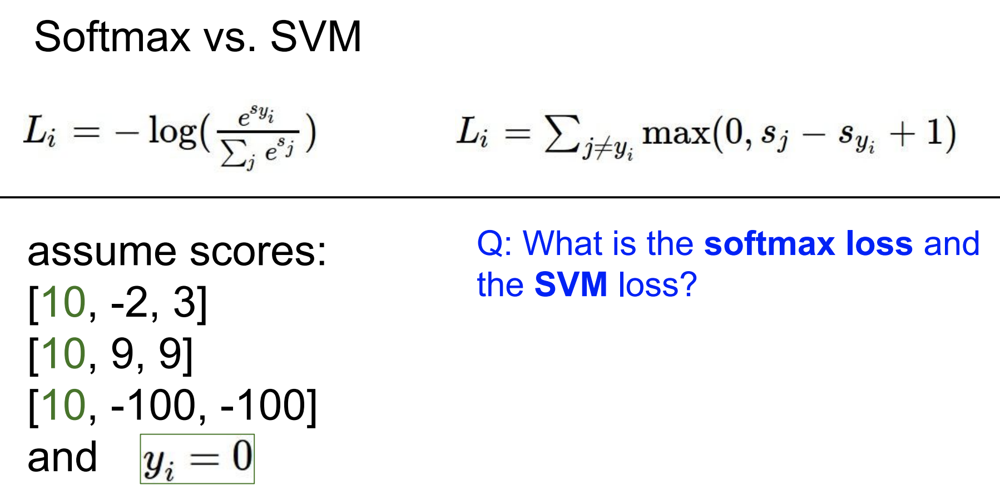 Softmax vs. SVM
$L_i = -\log(\frac{e^{s_{y_i}}}{\sum_j e^{s_j}})$
$L_i = \sum_{j \neq y_i} \max(0, s_j - s_{y_i} + 1)$
assume scores:
[10, -2, 3]
[10, 9, 9]
[10, -100, -100]
and $y_i = 0$
Q: What is the softmax loss and
the SVM loss?